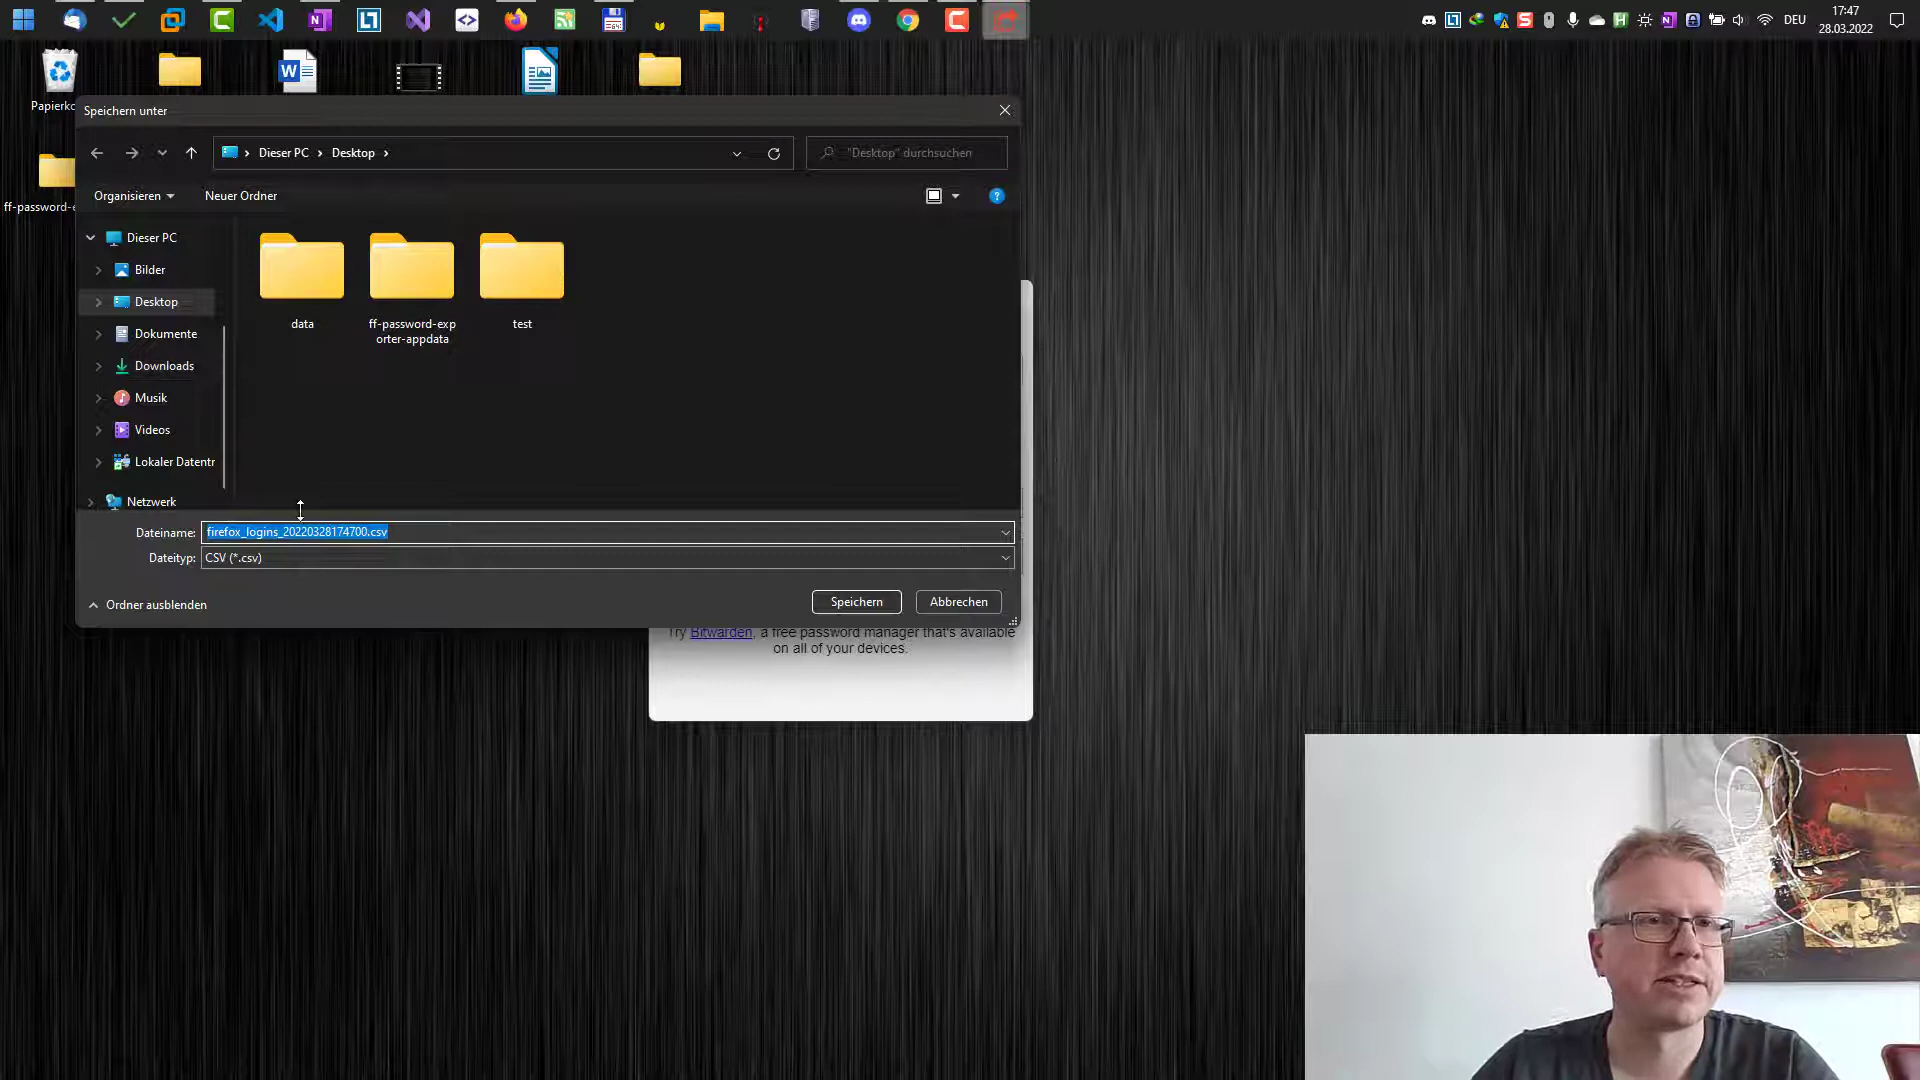 17:47
DEU
28.03.2022
Papierko
ff-password-e
Speichern unter
Dieser PC
Desktop
"Desktop" durchsuchen
Organisieren
Neuer Ordner
Dieser PC
Bilder
Desktop
Dokumente
Downloads
Musik
Videos
Lokaler Datentr
Netzwerk
data
ff-password-exp
orter-appdata
test
Dateiname: firefox_logins_20220328174700.csv
Dateityp: CSV (*.csv)
Ordner ausblenden
Speichern
Abbrechen
Try Bitwarden, a free password manager that's available
on all of your devices.